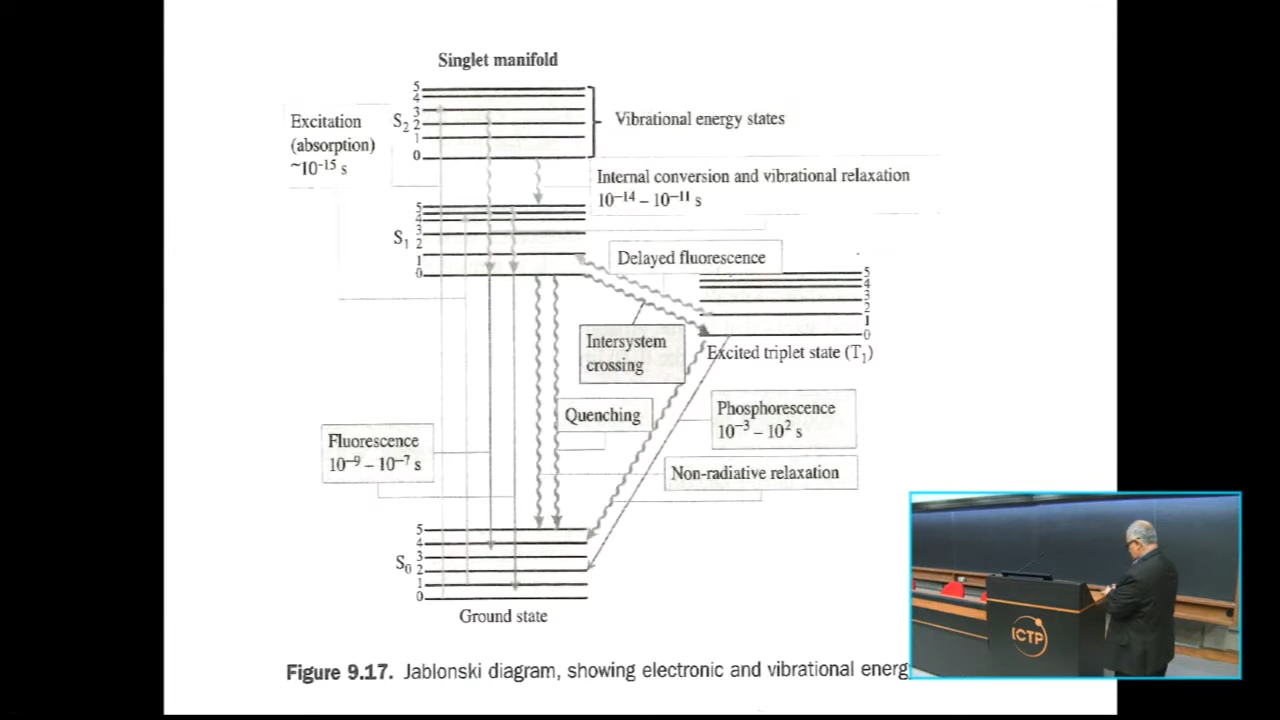 Singlet manifold
5
4
3
S₂ 2
1
0
Excitation
(absorption)
~10⁻¹⁵ s
Vibrational energy states
Internal conversion and vibrational relaxation
10⁻¹⁴ – 10⁻¹¹ s
5
4
3
S₁ 2
1
0
Delayed fluorescence
5
4
3
2
1
0
Intersystem
crossing
Excited triplet state (T₁)
Quenching
Phosphorescence
10⁻³ – 10² s
Fluorescence
10⁻⁹ – 10⁻⁷ s
Non-radiative relaxation
5
4
3
S₀ 2
1
0
Ground state
ICTP
Figure 9.17. Jablonski diagram, showing electronic and vibrational energ